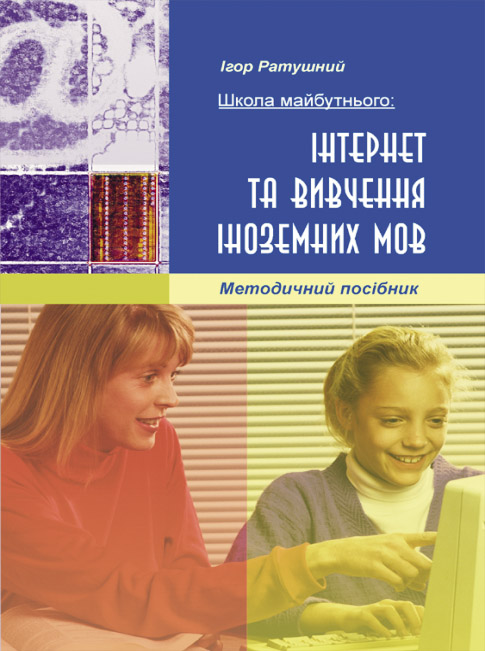 Ігор Ратушний
Школа майбутнього:
ІНТЕРНЕТ
ТА ВИВЧЕННЯ
ІНОЗЕМНИХ МОВ
Методичний посібник